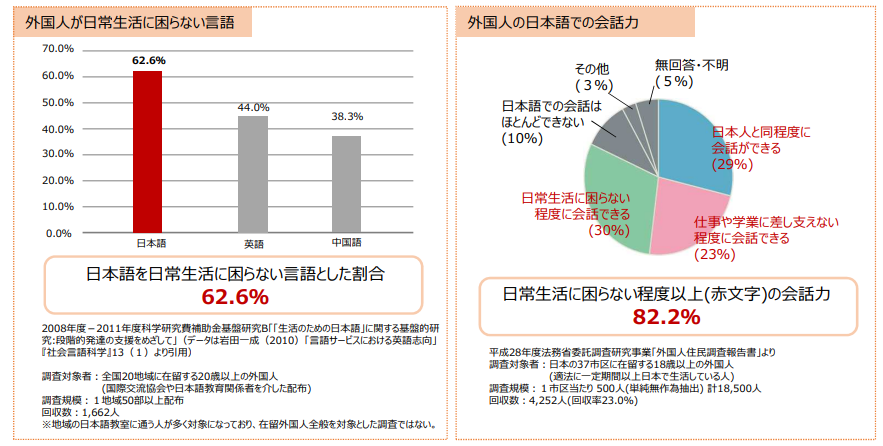 外国人が日常生活に困らない言語
70.0%
60.0%
50.0%
40.0%
30.0%
20.0%
10.0%
0.0%
62.6%
44.0%
38.3%
日本語
英語
中国語
日本語を日常生活に困らない言語とした割合
62.6%
2008年度－2011年度科学研究費補助金基盤研究B「「生活のための日本語」に関する基盤的研
究:段階的発達の支援をめざして」（データは岩田一成（2010）「言語サービスにおける英語志向」
『社会言語科学』13（１）より引用）
調査対象者：全国20地域に在留する20歳以上の外国人
(国際交流協会や日本語教育関係者を介した配布)
調査規模：１地域50部以上配布
回収数：1,662人
※地域の日本語教室に通う人が多く対象になっており、在留外国人全般を対象とした調査ではない。
外国人の日本語での会話力
無回答・不明
(５%)
その他
(３%)
日本語での会話は
ほとんどできない
(10%)
日本人と同程度に
会話ができる
(29%)
日常生活に困らない
程度に会話できる
(30%)
仕事や学業に差し支えない
程度に会話できる
(23%)
日常生活に困らない程度以上(赤文字)の会話力
82.2%
平成28年度法務省委託調査研究事業「外国人住民調査報告書」より
調査対象者：日本の37市区に在留する18歳以上の外国人
(適法に一定期間以上日本で生活している人)
調査規模：１市区当たり 500人(単純無作為抽出) 計18,500人
回収数：4,252人(回収率23.0%)